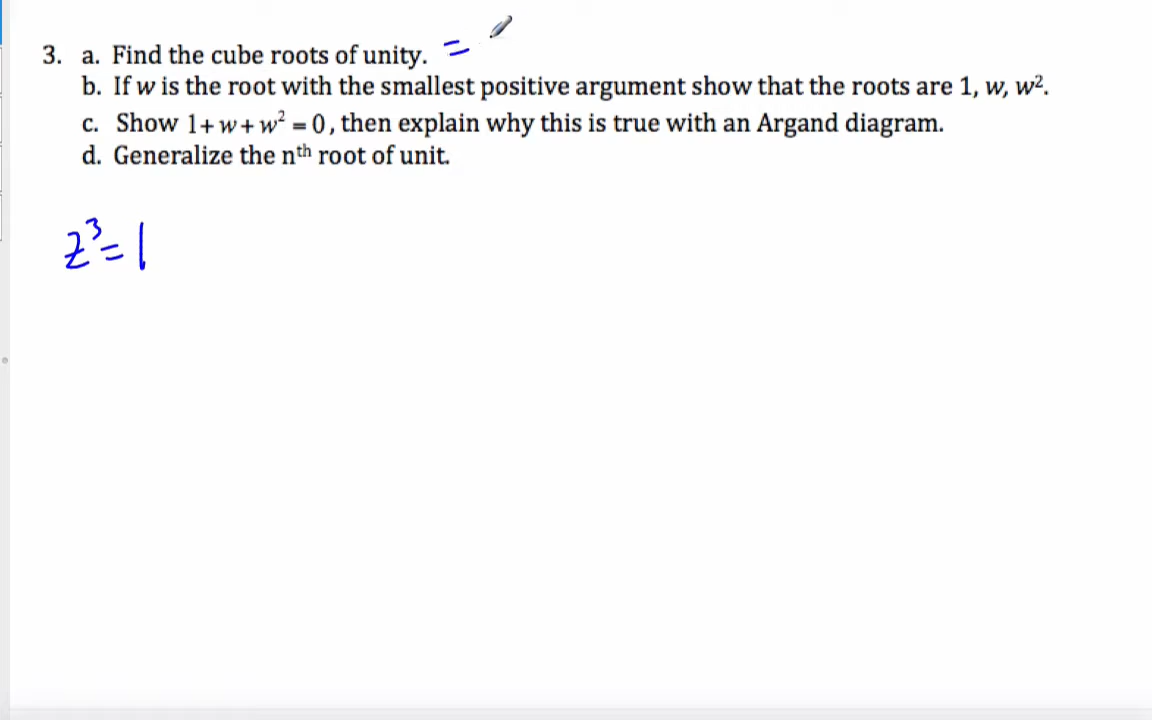 3. a. Find the cube roots of unity. =
b. If w is the root with the smallest positive argument show that the roots are 1, w, w².
c. Show 1+w+w² = 0, then explain why this is true with an Argand diagram.
d. Generalize the nᵗʰ root of unit.
z³=1